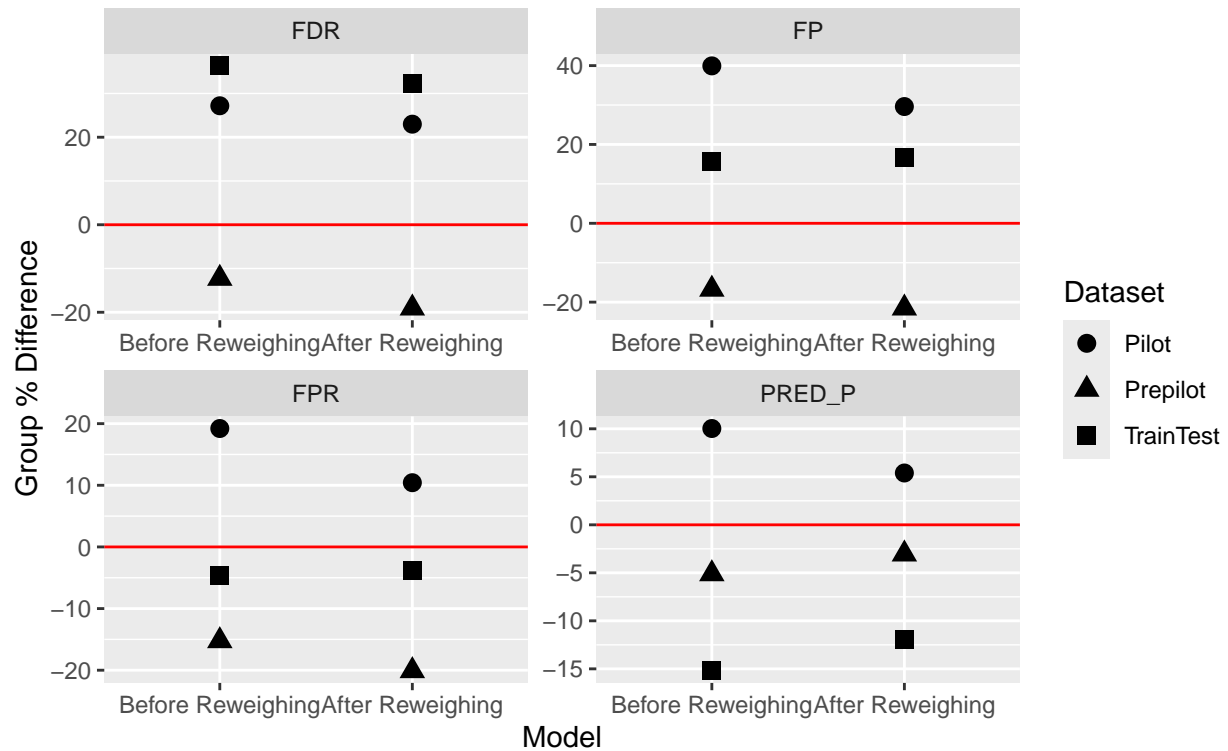 FDR
20
0
−20
Before Reweighing After Reweighing
FP
40
20
0
−20
Before Reweighing After Reweighing
FPR
20
10
0
−10
−20
Before Reweighing After Reweighing
PRED_P
10
5
0
−5
−10
−15
Before Reweighing After Reweighing
Group % Difference
Model
Dataset
Pilot
Prepilot
TrainTest